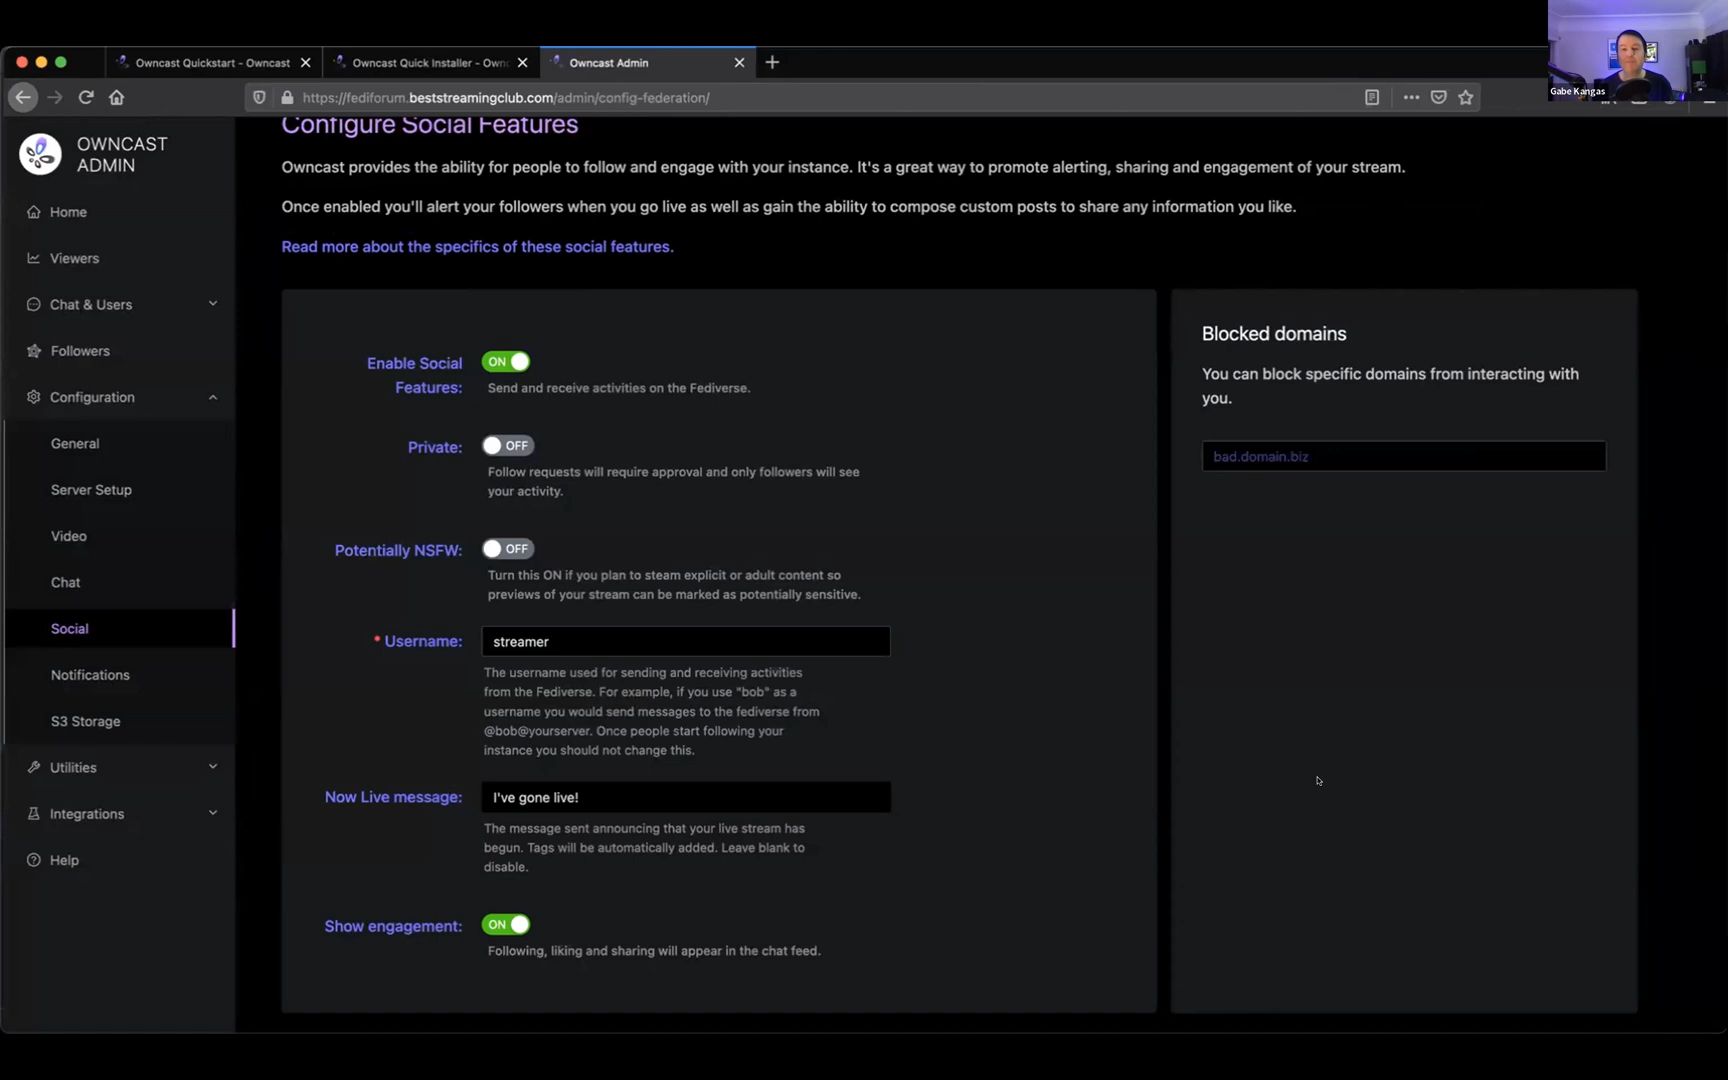 Gabe Kangas
Owncast Quickstart - Owncast
Owncast Quick Installer - Ownc
Owncast Admin
https://fediforum.beststreamingclub.com/admin/config-federation/
OWNCAST
ADMIN
Home
Viewers
Chat & Users
Followers
Configuration
General
Server Setup
Video
Chat
Social
Notifications
S3 Storage
Utilities
Integrations
Help
Configure Social Features
Owncast provides the ability for people to follow and engage with your instance. It's a great way to promote alerting, sharing and engagement of your stream.
Once enabled you'll alert your followers when you go live as well as gain the ability to compose custom posts to share any information you like.
Read more about the specifics of these social features.
Enable Social
Features:
ON
Send and receive activities on the Fediverse.
Private:
OFF
Follow requests will require approval and only followers will see
your activity.
Potentially NSFW:
OFF
Turn this ON if you plan to steam explicit or adult content so
previews of your stream can be marked as potentially sensitive.
* Username:
streamer
The username used for sending and receiving activities
from the Fediverse. For example, if you use "bob" as a
username you would send messages to the fediverse from
@bob@yourserver. Once people start following your
instance you should not change this.
Now Live message:
I've gone live!
The message sent announcing that your live stream has
begun. Tags will be automatically added. Leave blank to
disable.
Show engagement:
ON
Following, liking and sharing will appear in the chat feed.
Blocked domains
You can block specific domains from interacting with
you.
bad.domain.biz